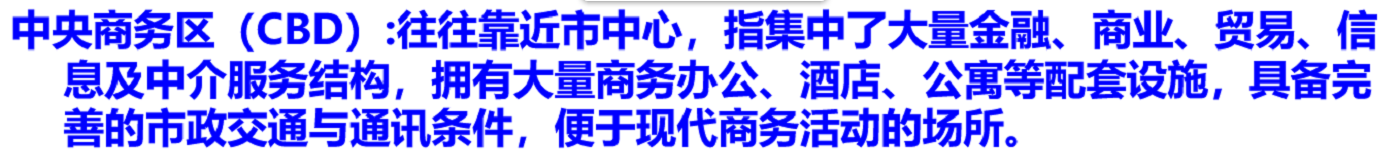 中央商务区（CBD）:往往靠近市中心，指集中了大量金融、商业、贸易、信
息及中介服务结构，拥有大量商务办公、酒店、公寓等配套设施，具备完
善的市政交通与通讯条件，便于现代商务活动的场所。